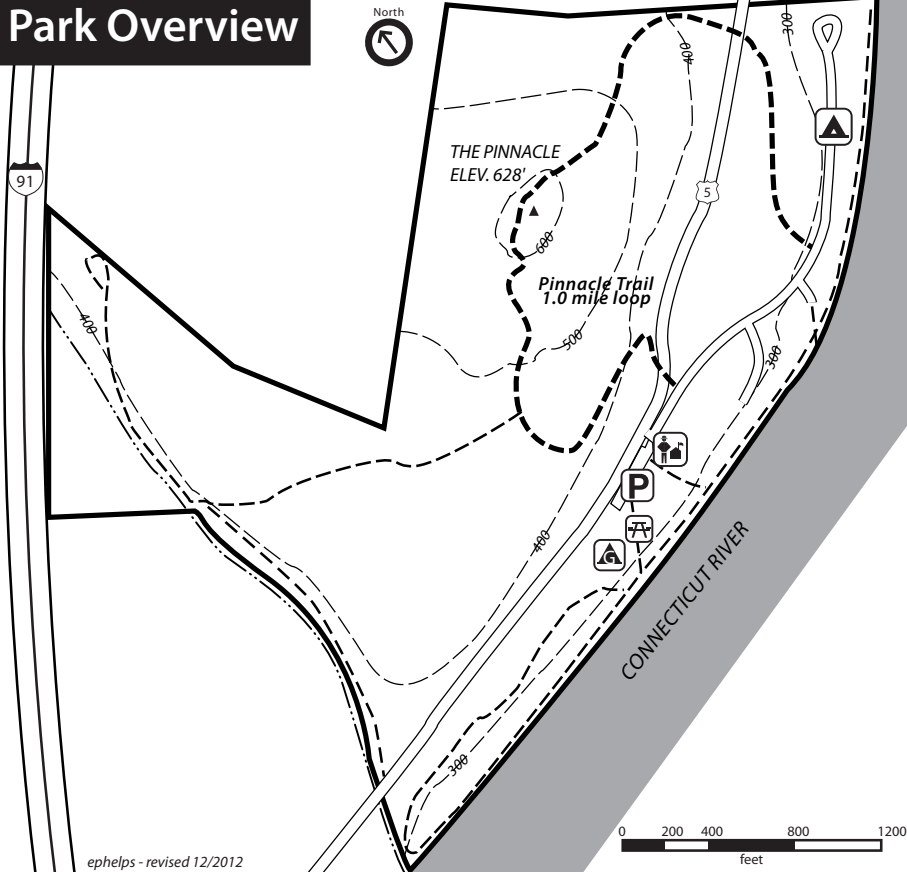 Park Overview
North
300
400
91
THE PINNACLE
ELEV. 628'
5
600
Pinnacle Trail
1.0 mile loop
400
500
300
P
400
G
CONNECTICUT RIVER
300
0 200 400 800 1200
feet
ephelps - revised 12/2012